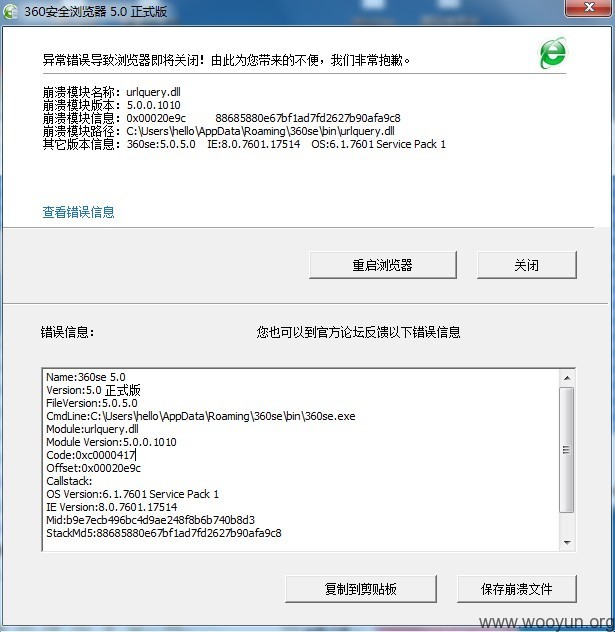 360安全浏览器 5.0 正式版
异常错误导致浏览器即将关闭！由此为您带来的不便，我们非常抱歉。
崩溃模块名称：urlquery.dll
崩溃模块版本：5.0.0.1010
崩溃模块信息：0x00020e9c 88685880e67bf1ad7fd2627b90afa9c8
崩溃模块路径：C:\Users\hello\AppData\Roaming\360se\bin\urlquery.dll
其它版本信息：360se:5.0.5.0 IE:8.0.7601.17514 OS:6.1.7601 Service Pack 1
查看错误信息
重启浏览器 关闭
错误信息： 您也可以到官方论坛反馈以下错误信息
Name:360se 5.0
Version:5.0 正式版
FileVersion:5.0.5.0
CmdLine:C:\Users\hello\AppData\Roaming\360se\bin\360se.exe
Module:urlquery.dll
Module Version:5.0.0.1010
Code:0xc0000417
Offset:0x00020e9c
Callstack:
OS Version:6.1.7601 Service Pack 1
IE Version:8.0.7601.17514
Mid:b9e7ecb496bc4d9ae248f8b6b740b8d3
StackMd5:88685880e67bf1ad7fd2627b90afa9c8
复制到剪贴板 保存崩溃文件
www.wooyun.org